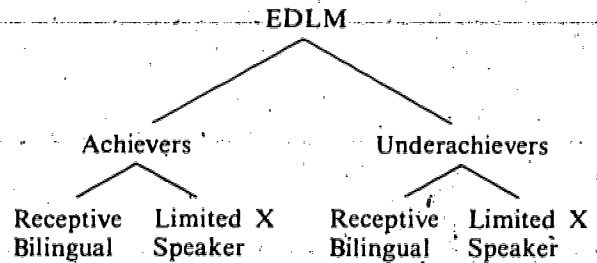 EDLM
Achievers Underachievers
Receptive Limited X Receptive Limited X
Bilingual Speaker Bilingual Speaker